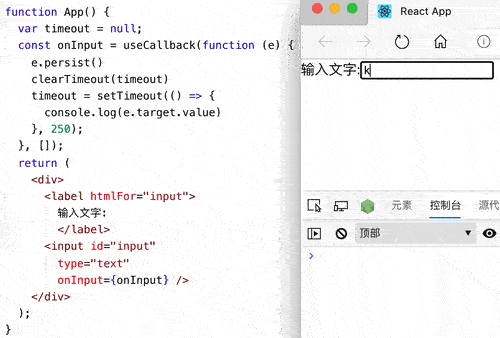 function App() {
  var timeout = null;
  const onInput = useCallback(function (e) {
    e.persist()
    clearTimeout(timeout)
    timeout = setTimeout(() => {
      console.log(e.target.value)
    }, 250);
  }, []);
  return (
    <div>
      <label htmlFor="input">
        输入文字:
        </label>
      <input id="input"
        type="text"
        onInput={onInput} />
    </div>
  );
}
React App
输入文字:k
元素 控制台 源代
顶部